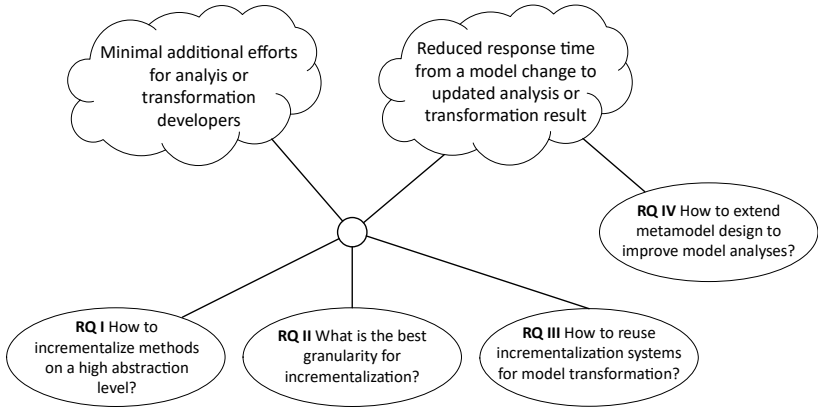 Minimal additional efforts
for analyis or
transformation
developers
Reduced response time
from a model change to
updated analysis or
transformation result
RQ IV How to extend
metamodel design to
improve model analyses?
RQ I How to
incrementalize methods
on a high abstraction
level?
RQ II What is the best
granularity for
incrementalization?
RQ III How to reuse
incrementalization systems
for model transformation?